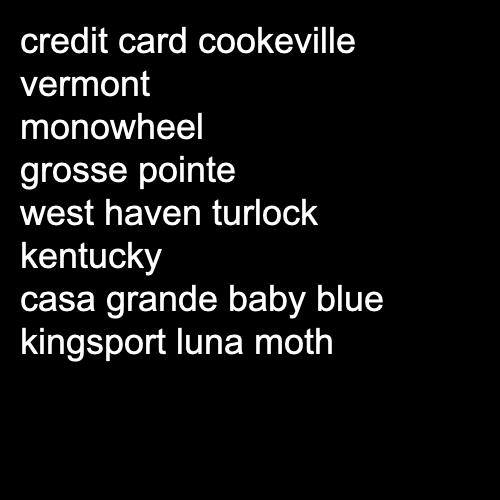 credit card cookeville
vermont
monowheel
grosse pointe
west haven turlock
kentucky
casa grande baby blue
kingsport luna moth